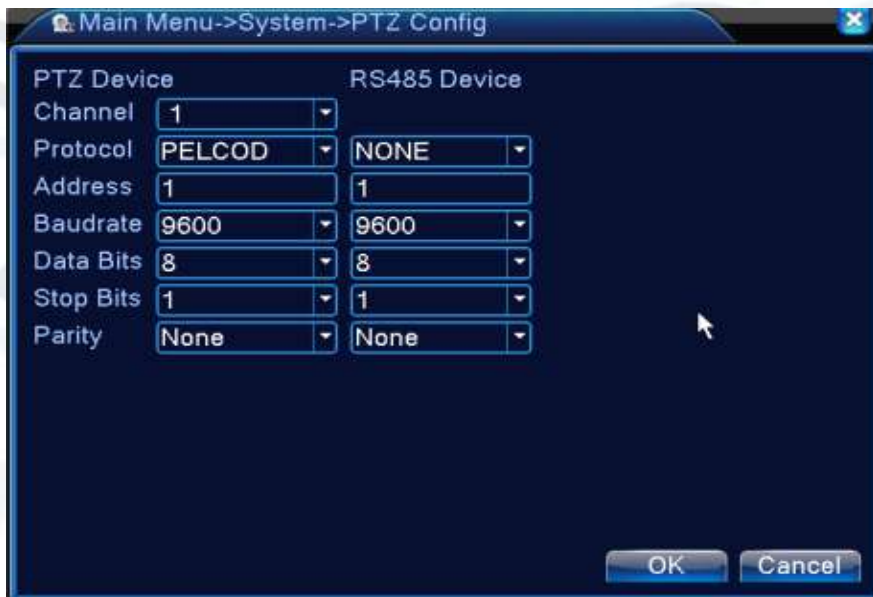 Main Menu->System->PTZ Config
PTZ Device RS485 Device
Channel 1
Protocol PELCOD NONE
Address 1 1
Baudrate 9600 9600
Data Bits 8 8
Stop Bits 1 1
Parity None None
OK Cancel